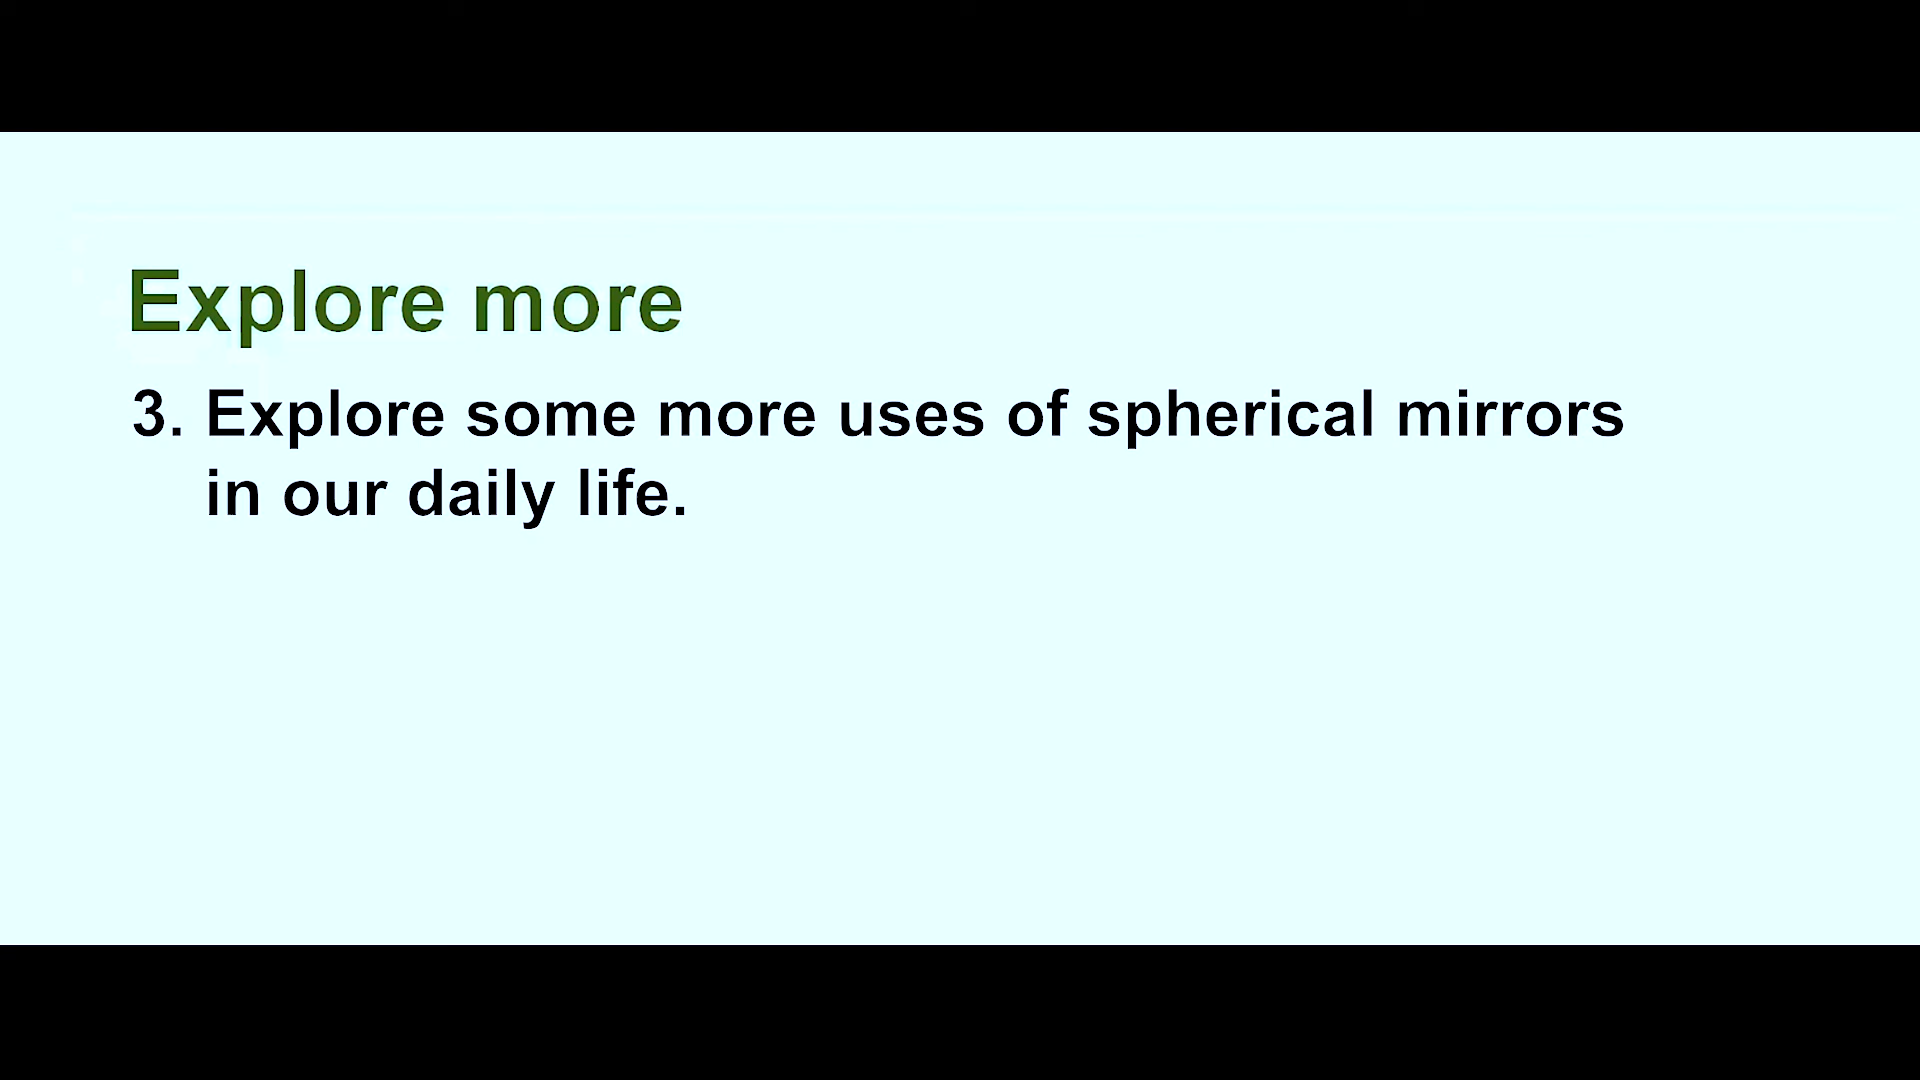 Explore more
3. Explore some more uses of spherical mirrors
in our daily life.